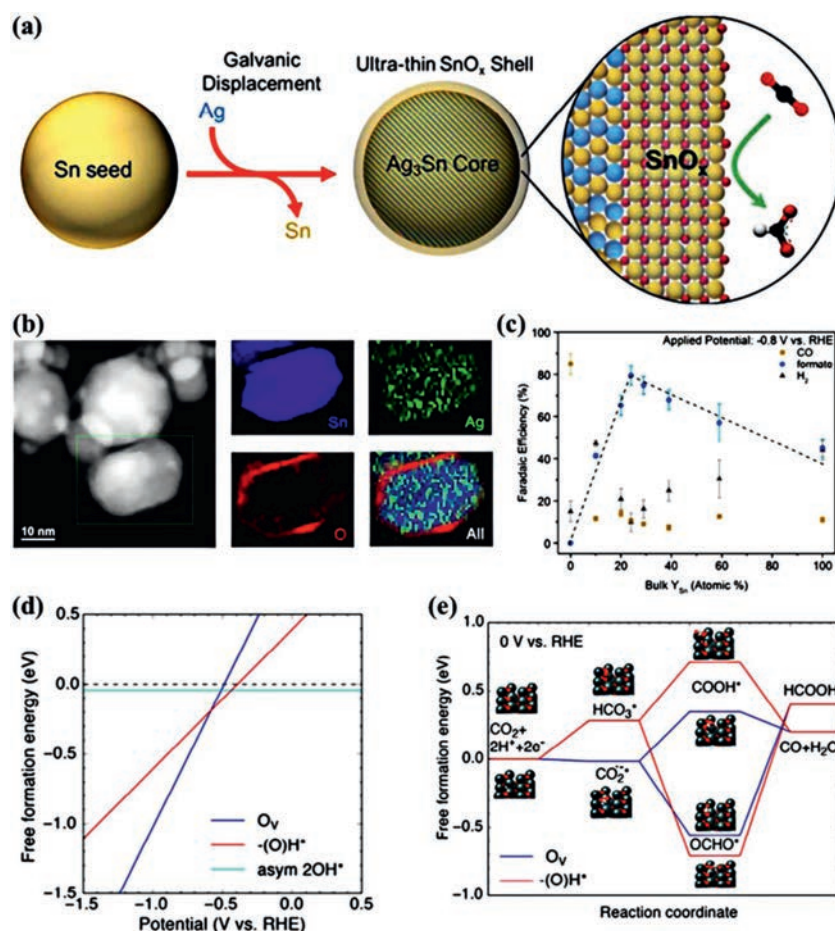 (a)
Galvanic
Displacement
Ag
Sn
Sn seed
Ultra-thin SnOₓ Shell
Ag₃Sn Core
SnOₓ
(b)
10 nm
Sn
Ag
O
All
(c)
Applied Potential: -0.8 V vs. RHE
CO
formate
H₂
Faradaic Efficiency (%)
100
80
60
40
20
0
0 20 40 60 80 100
Bulk Y_Sn (Atomic %)
(d)
Free formation energy (eV)
0.5
0.0
−0.5
−1.0
−1.5
Oᵥ
-(O)H*
asym 2OH*
−1.5 −1.0 −0.5 0.0 0.5
Potential (V vs. RHE)
(e)
Free formation energy (eV)
1.0
0.5
0.0
−0.5
−1.0
0 V vs. RHE
CO₂+
2H⁺+2e⁻
HCO₃*
CO₂⁻*
COOH*
OCHO*
HCOOH
CO+H₂O
Oᵥ
-(O)H*
Reaction coordinate